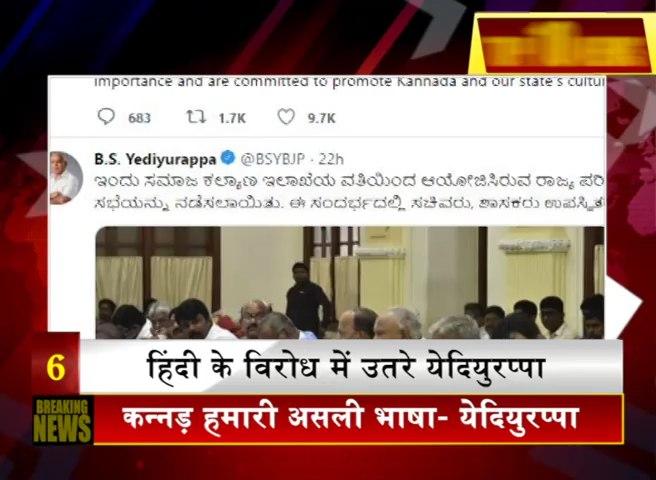 importance and are committed to promote Kannada and our state's cultur
683 1.7K 9.7K
B.S. Yediyurappa @BSYBJP · 22h
ಇಂದು ಸಮಾಜ ಕಲ್ಯಾಣ ಇಲಾಖೆಯ ವತಿಯಿಂದ ಆಯೋಜಿಸಿರುವ ರಾಜ್ಯ ಪರಿ
ಸಭೆಯನ್ನು ನಡೆಸಲಾಯಿತು. ಈ ಸಂದರ್ಭದಲ್ಲಿ ಸಚಿವರು, ಶಾಸಕರು ಉಪಸ್ಥಿತ
6
हिंदी के विरोध में उतरे येदियुरप्पा
BREAKING
NEWS
कन्नड़ हमारी असली भाषा- येदियुरप्पा